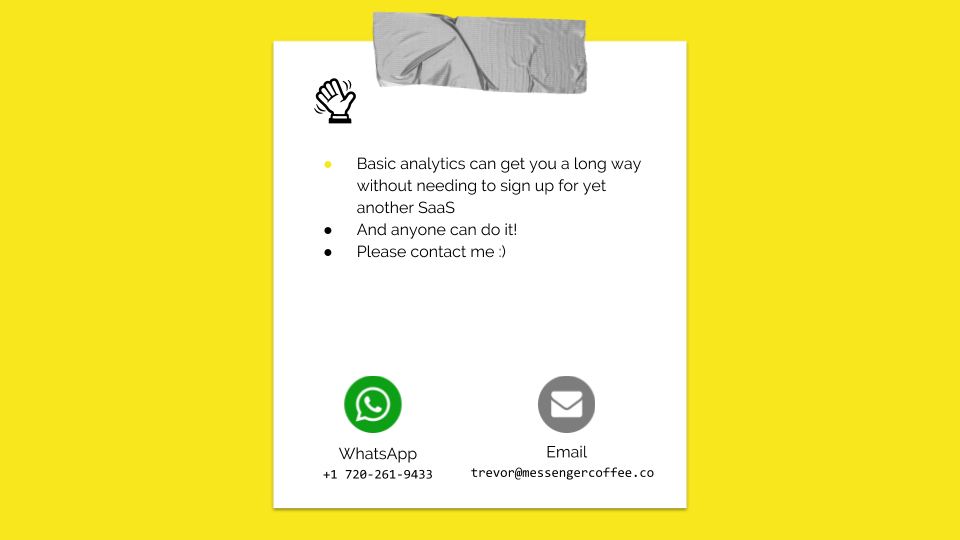 ● Basic analytics can get you a long way
without needing to sign up for yet
another SaaS
● And anyone can do it!
● Please contact me :)
WhatsApp
+1 720-261-9433
Email
trevor@messengercoffee.co